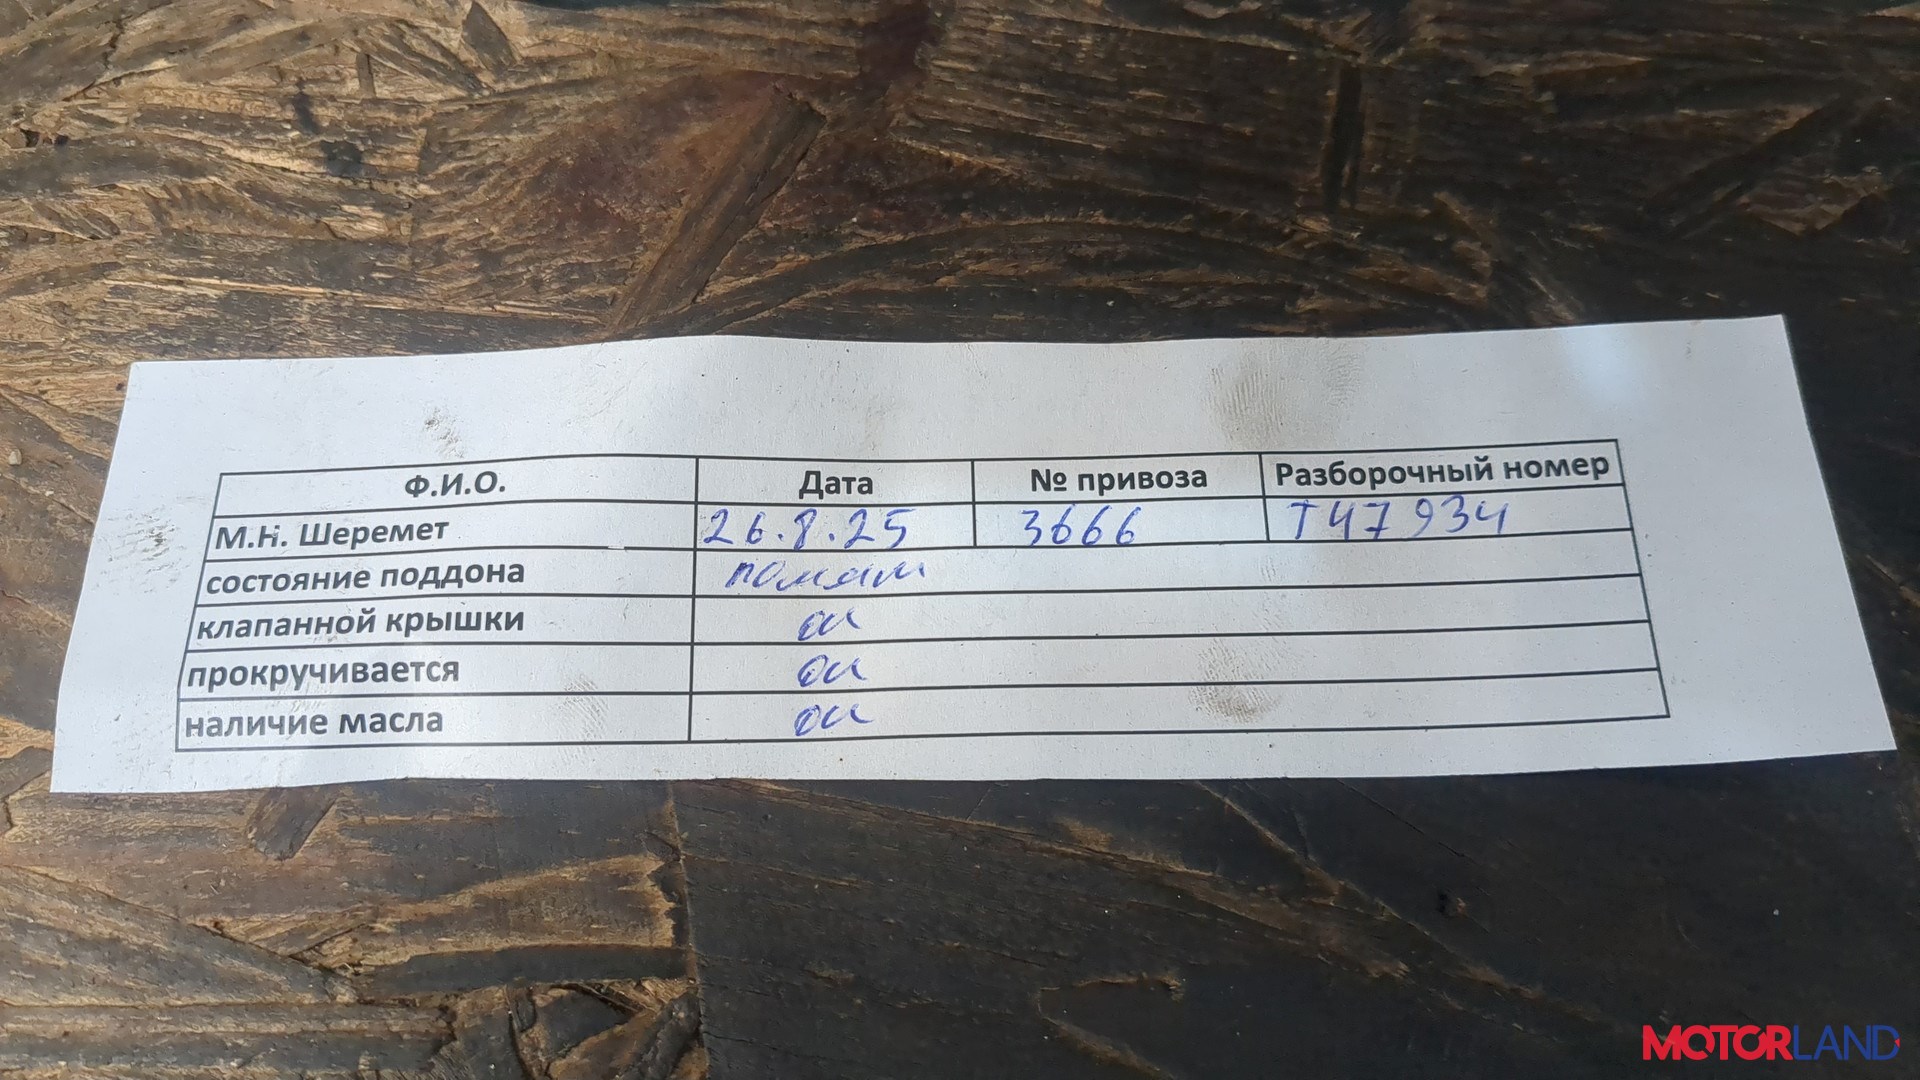 Ф.И.О. Дата № привоза Разборочный номер
М.Н. Шеремет 26.8.25 3666 Т47934
состояние поддона помят
клапанной крышки ок
прокручивается ок
наличие масла ок
MOTORLAND